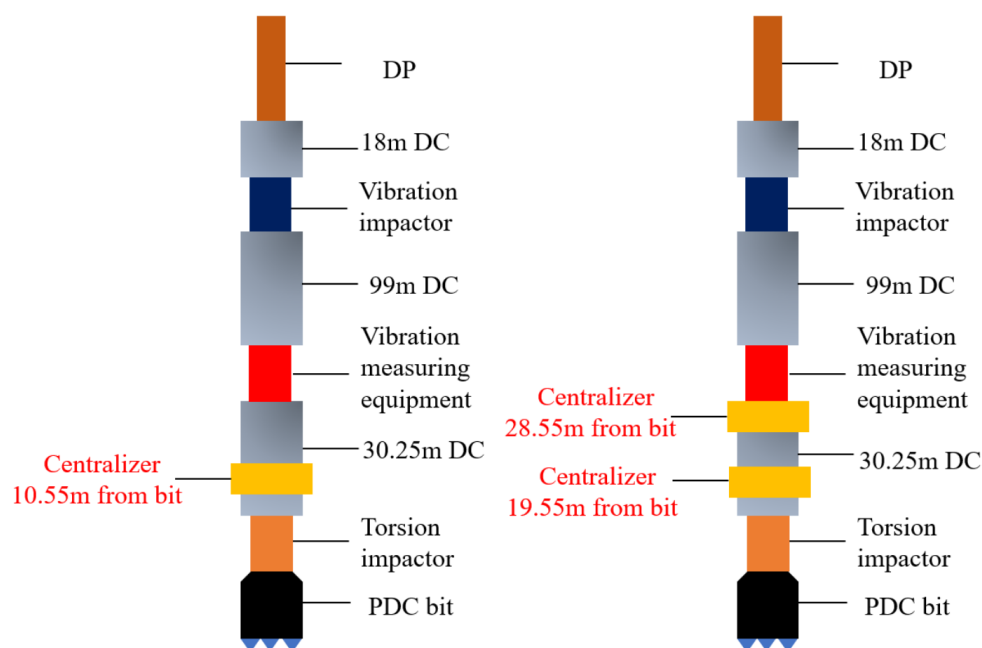 DP
18m DC
Vibration
impactor
99m DC
Vibration
measuring
equipment
30.25m DC
Centralizer
10.55m from bit
Torsion
impactor
PDC bit
DP
18m DC
Vibration
impactor
99m DC
Vibration
measuring
equipment
Centralizer
28.55m from bit
30.25m DC
Centralizer
19.55m from bit
Torsion
impactor
PDC bit